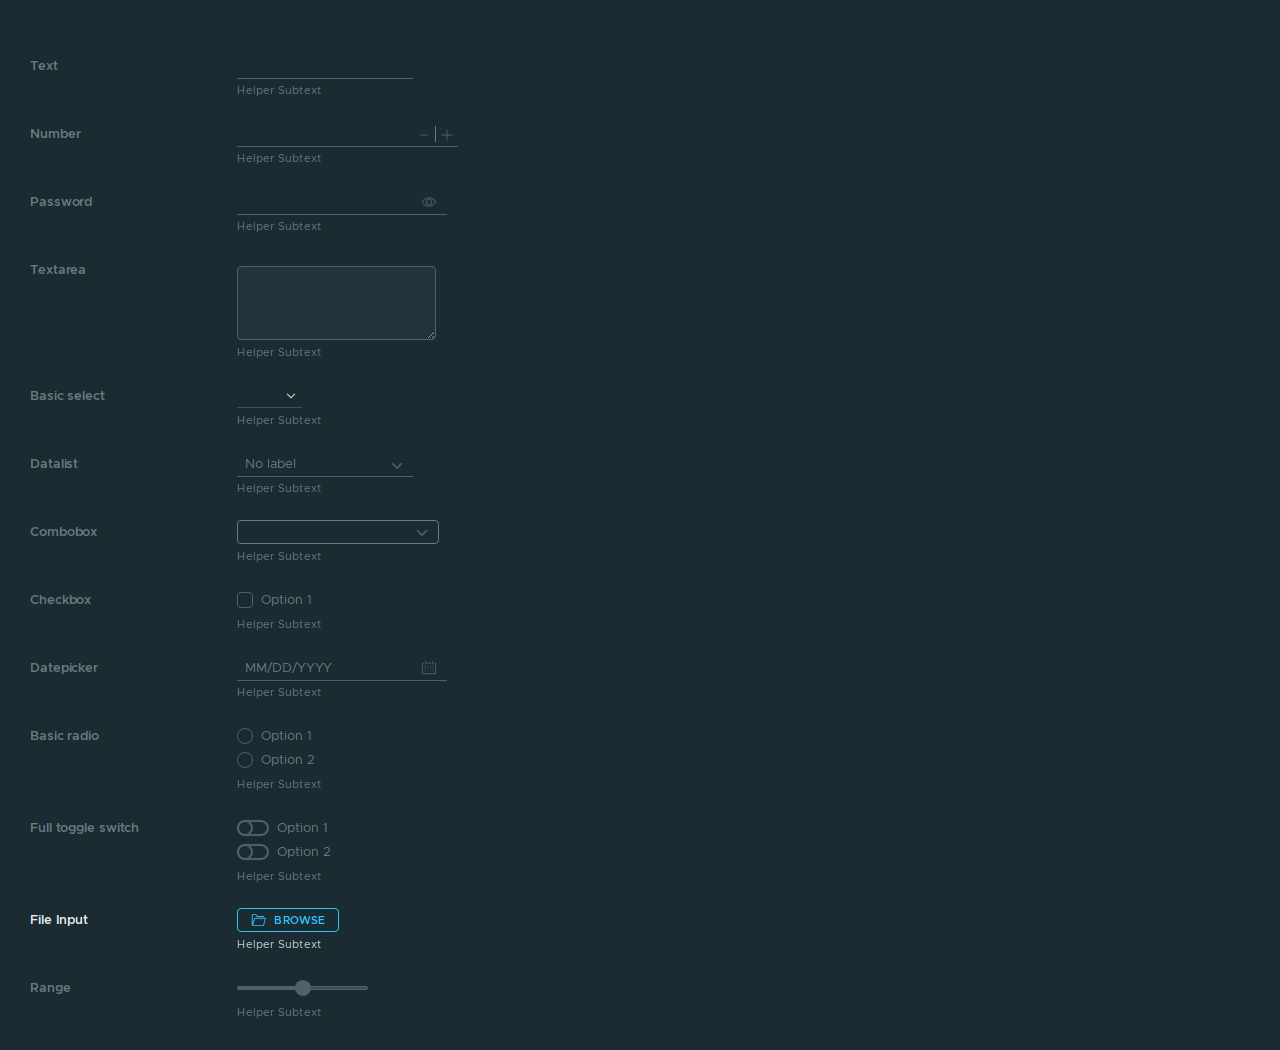 Text
Helper Subtext
Number
Helper Subtext
Password
Helper Subtext
Textarea
Helper Subtext
Basic select
Helper Subtext
Datalist No label
Helper Subtext
Combobox
Helper Subtext
Checkbox Option 1
Helper Subtext
Datepicker MM/DD/YYYY
Helper Subtext
Basic radio Option 1
Option 2
Helper Subtext
Full toggle switch Option 1
Option 2
Helper Subtext
File Input BROWSE
Helper Subtext
Range
Helper Subtext